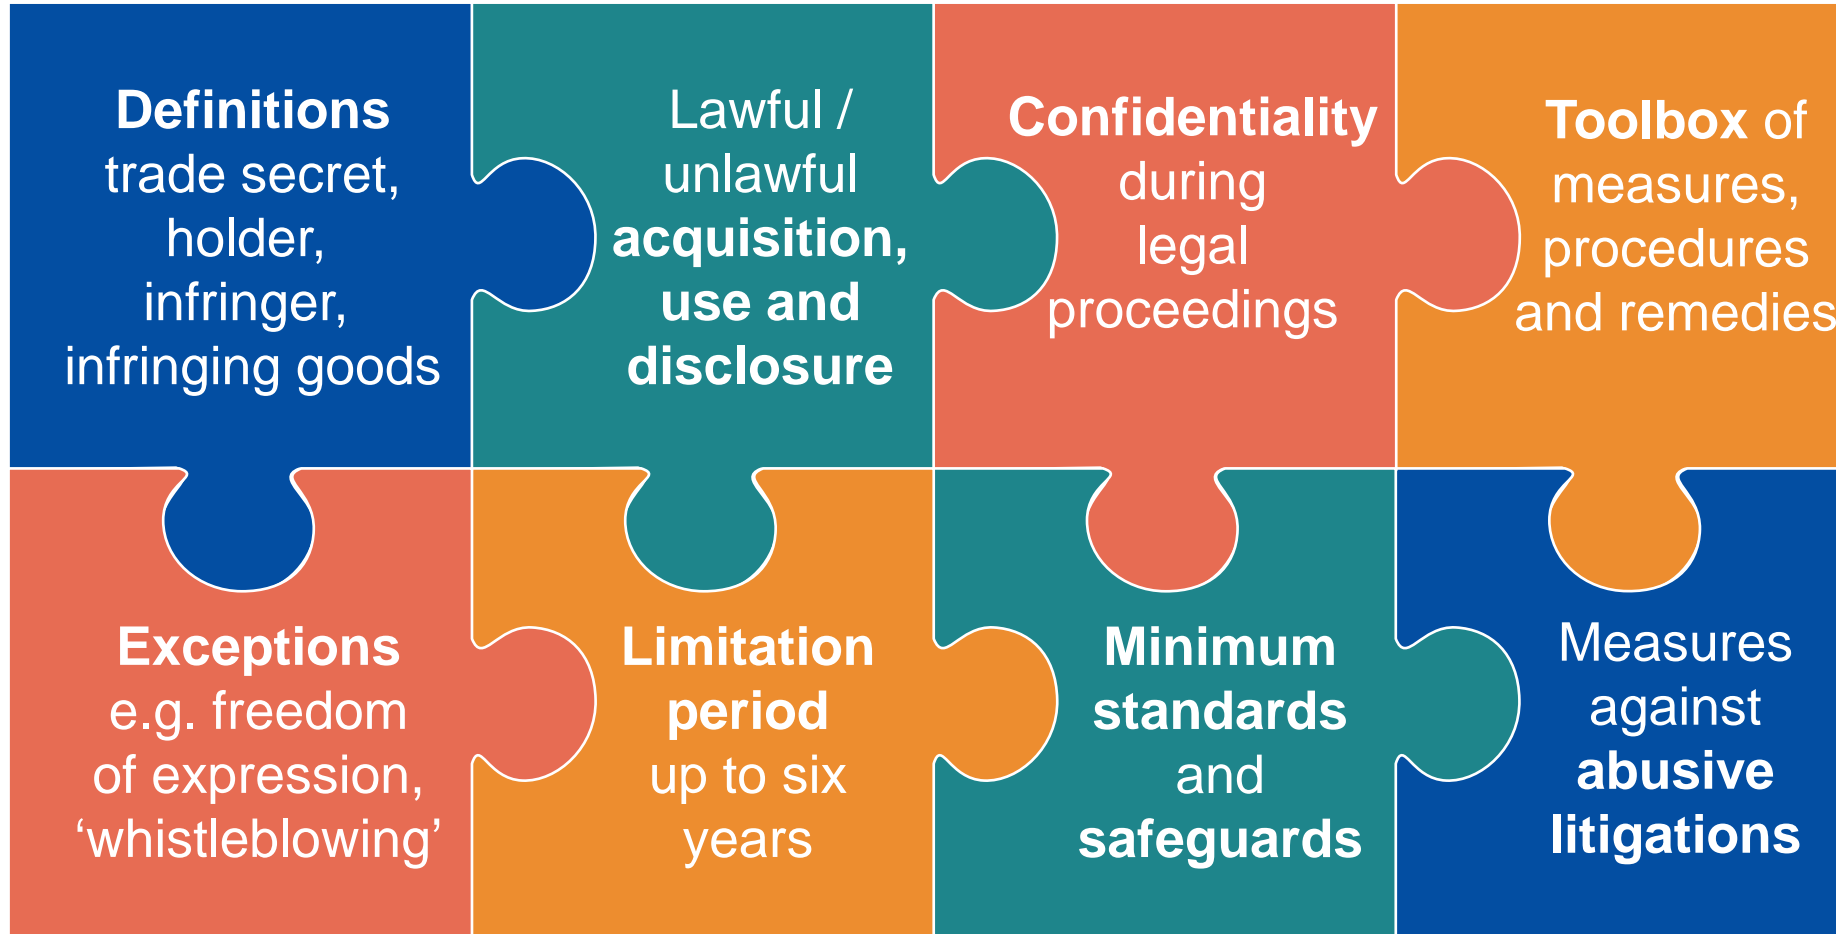 Definitions
trade secret,
holder,
infringer,
infringing goods
Lawful /
unlawful
acquisition,
use and
disclosure
Confidentiality
during
legal
proceedings
Toolbox of
measures,
procedures
and remedies
Exceptions
e.g. freedom
of expression,
‘whistleblowing’
Limitation
period
up to six
years
Minimum
standards
and
safeguards
Measures
against
abusive
litigations